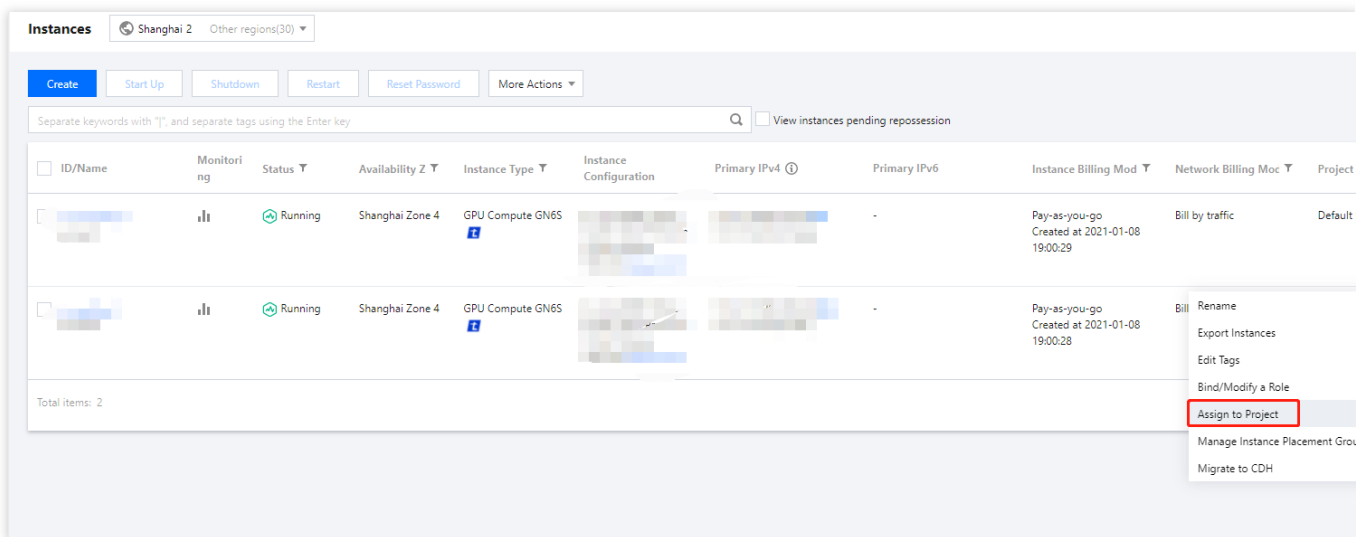 Instances
Shanghai 2 Other regions(30)
Create Start Up Shutdown Restart Reset Password More Actions
Separate keywords with "|", and separate tags using the Enter key
View instances pending repossession
ID/Name
Monitori
ng
Status
Availability Z
Instance Type
Instance
Configuration
Primary IPv4
Primary IPv6
Instance Billing Mod
Network Billing Moc
Project
Running
Shanghai Zone 4
GPU Compute GN6S
-
Pay-as-you-go
Created at 2021-01-08
19:00:29
Bill by traffic
Default
Running
Shanghai Zone 4
GPU Compute GN6S
-
Pay-as-you-go
Created at 2021-01-08
19:00:28
Bill
Rename
Export Instances
Edit Tags
Bind/Modify a Role
Assign to Project
Manage Instance Placement Grou
Migrate to CDH
Total items: 2